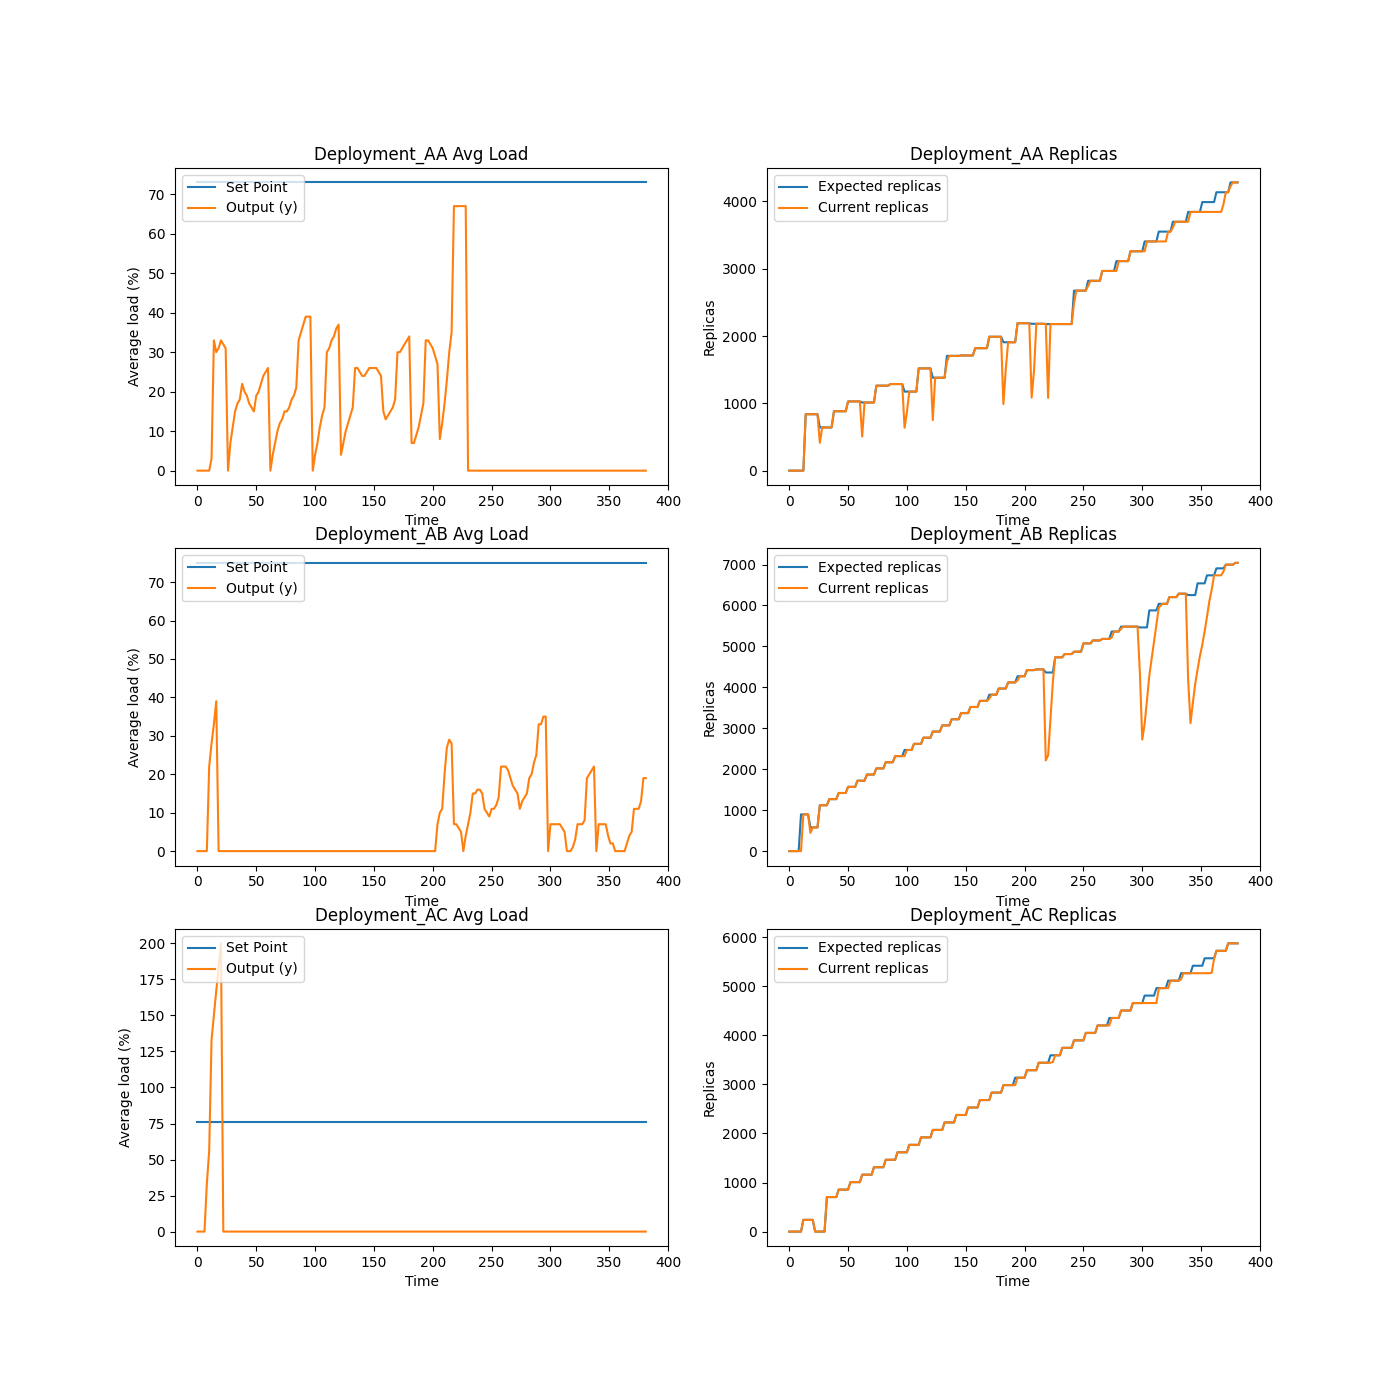 Deployment_AA Avg Load
Set Point
Output (y)
Average load (%)
70
60
50
40
30
20
10
0
0 50 100 150 200 250 300 350 400
Time
Deployment_AA Replicas
Expected replicas
Current replicas
Replicas
4000
3000
2000
1000
0
0 50 100 150 200 250 300 350 400
Time
Deployment_AB Avg Load
Set Point
Output (y)
Average load (%)
70
60
50
40
30
20
10
0
0 50 100 150 200 250 300 350 400
Time
Deployment_AB Replicas
Expected replicas
Current replicas
Replicas
7000
6000
5000
4000
3000
2000
1000
0
0 50 100 150 200 250 300 350 400
Time
Deployment_AC Avg Load
Set Point
Output (y)
Average load (%)
200
175
150
125
100
75
50
25
0
0 50 100 150 200 250 300 350 400
Time
Deployment_AC Replicas
Expected replicas
Current replicas
Replicas
6000
5000
4000
3000
2000
1000
0
0 50 100 150 200 250 300 350 400
Time